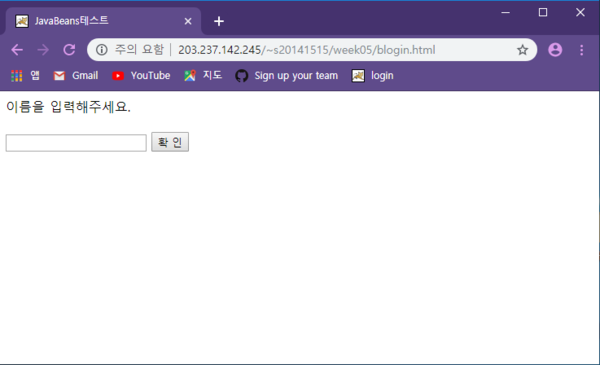 JavaBeans테스트
주의 요함 | 203.237.142.245/~s20141515/week05/blogin.html
앱 Gmail YouTube 지도 Sign up your team login
이름을 입력해주세요.
확 인